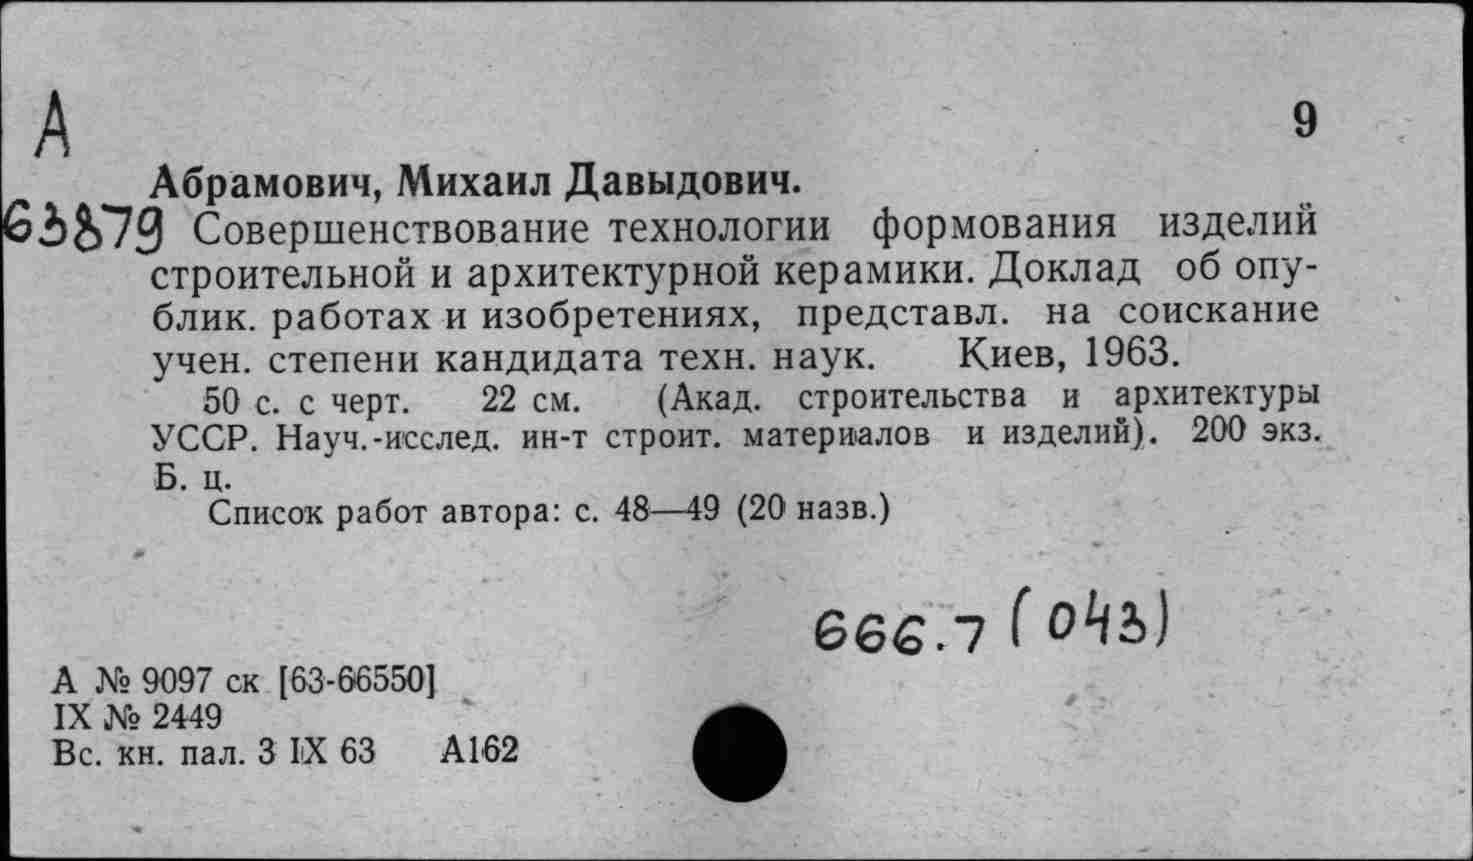 А
9
Абрамович, Михаил Давыдович.
63879 Совершенствование технологии формования изделий
строительной и архитектурной керамики. Доклад об опу-
блик. работах и изобретениях, представл. на соискание
учен. степени кандидата техн. наук. Киев, 1963.
50 с. с черт. 22 см. (Акад. строительства и архитектуры
УССР. Науч.-исслед. ин-т строит. материалов и изделий). 200 экз.
Б. ц.
Список работ автора: с. 48—49 (20 назв.)
666.7 (043)
А № 9097 ск [63-66550]
IX № 2449
Вс. кн. пал. 3 IX 63 А162